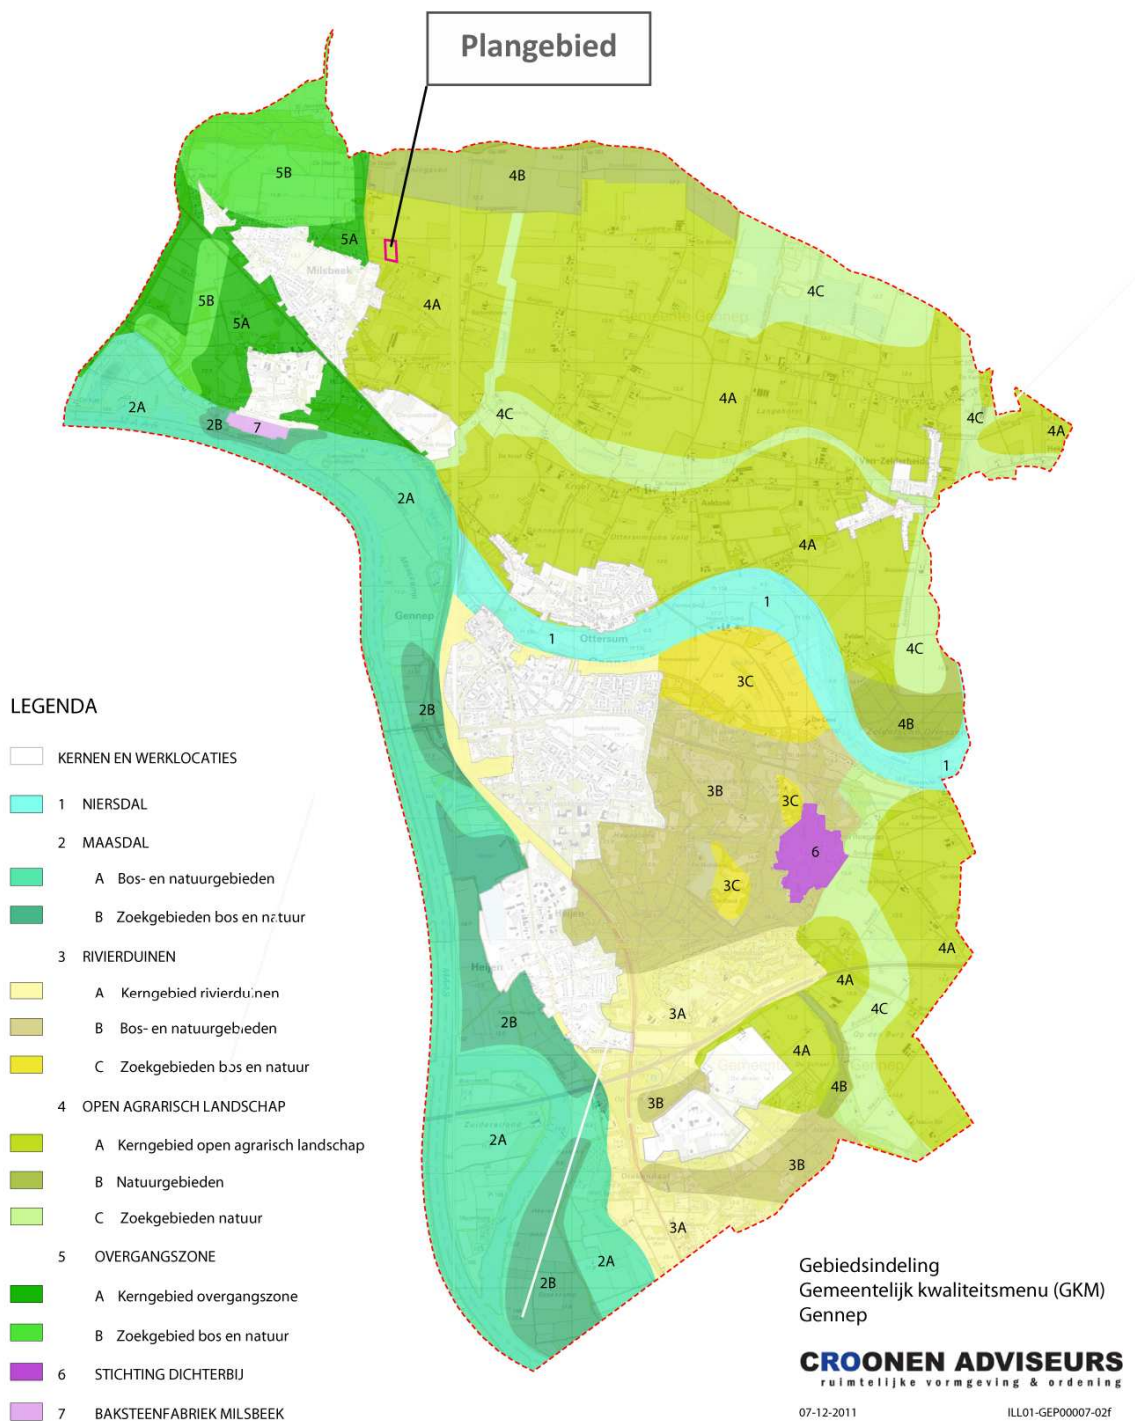 Plangebied
5B
4B
5A
Milsbeek
5B
4A
4C
5A
Gemeente Gennep
2A
2B
7
4C
4A
4C
4A
2A
4A
1
Gennep
1
Ottersum
4C
3C
2B
4B
1
3B
3C
6
3C
Heijen
4A
Heijen
4A
4C
2B
3A
4A
4B
3B
2A
3B
3A
2A
2B
LEGENDA
KERNEN EN WERKLOCATIES
1 NIERSDAL
2 MAASDAL
A Bos- en natuurgebieden
B Zoekgebieden bos en natuur
3 RIVIERDUINEN
A Kerngebied rivierduinen
B Bos- en natuurgebieden
C Zoekgebieden bos en natuur
4 OPEN AGRARISCH LANDSCHAP
A Kerngebied open agrarisch landschap
B Natuurgebieden
C Zoekgebieden natuur
5 OVERGANGSZONE
A Kerngebied overgangszone
B Zoekgebied bos en natuur
6 STICHTING DICHTERBIJ
7 BAKSTEENFABRIEK MILSBEEK
Gebiedsindeling
Gemeentelijk kwaliteitsmenu (GKM)
Gennep
CROONEN ADVISEURS
ruimtelijke vormgeving & ordening
07-12-2011 ILL01-GEP00007-02f